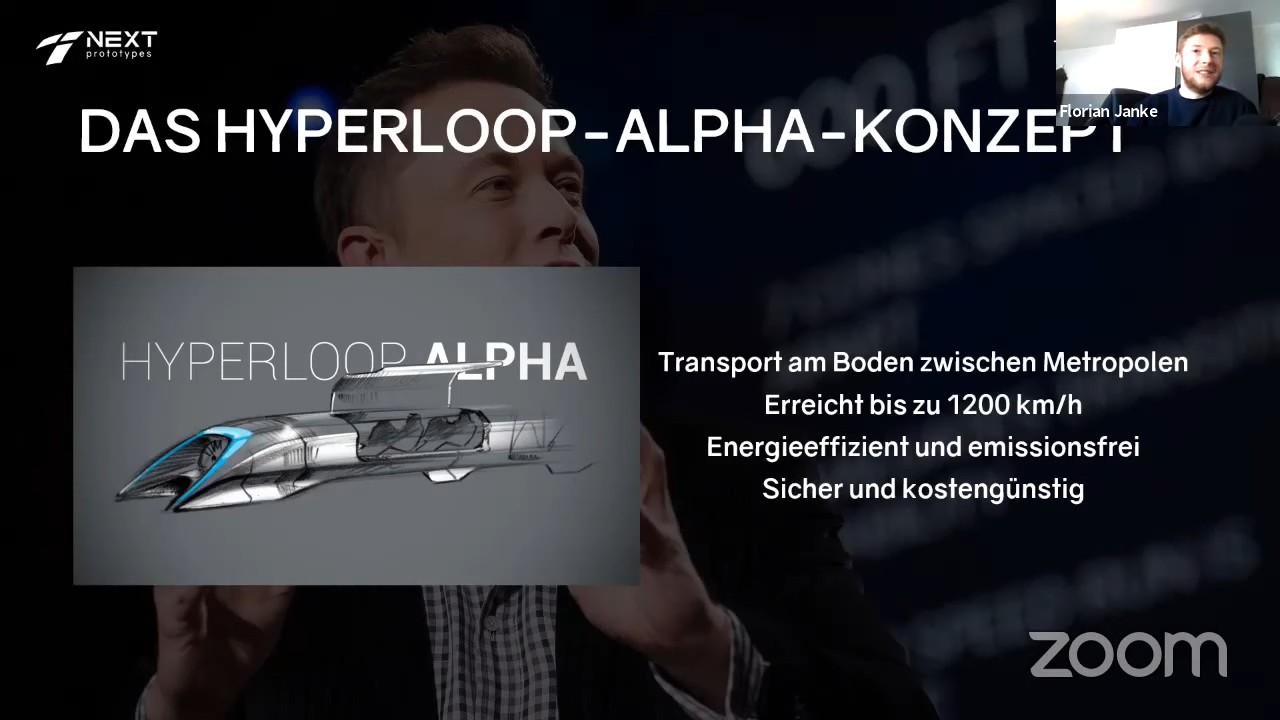 NEXT
prototypes
Florian Janke
DAS HYPERLOOP-ALPHA-KONZEPT
HYPERLOOP ALPHA
Transport am Boden zwischen Metropolen
Erreicht bis zu 1200 km/h
Energieeffizient und emissionsfrei
Sicher und kostengünstig
zoom